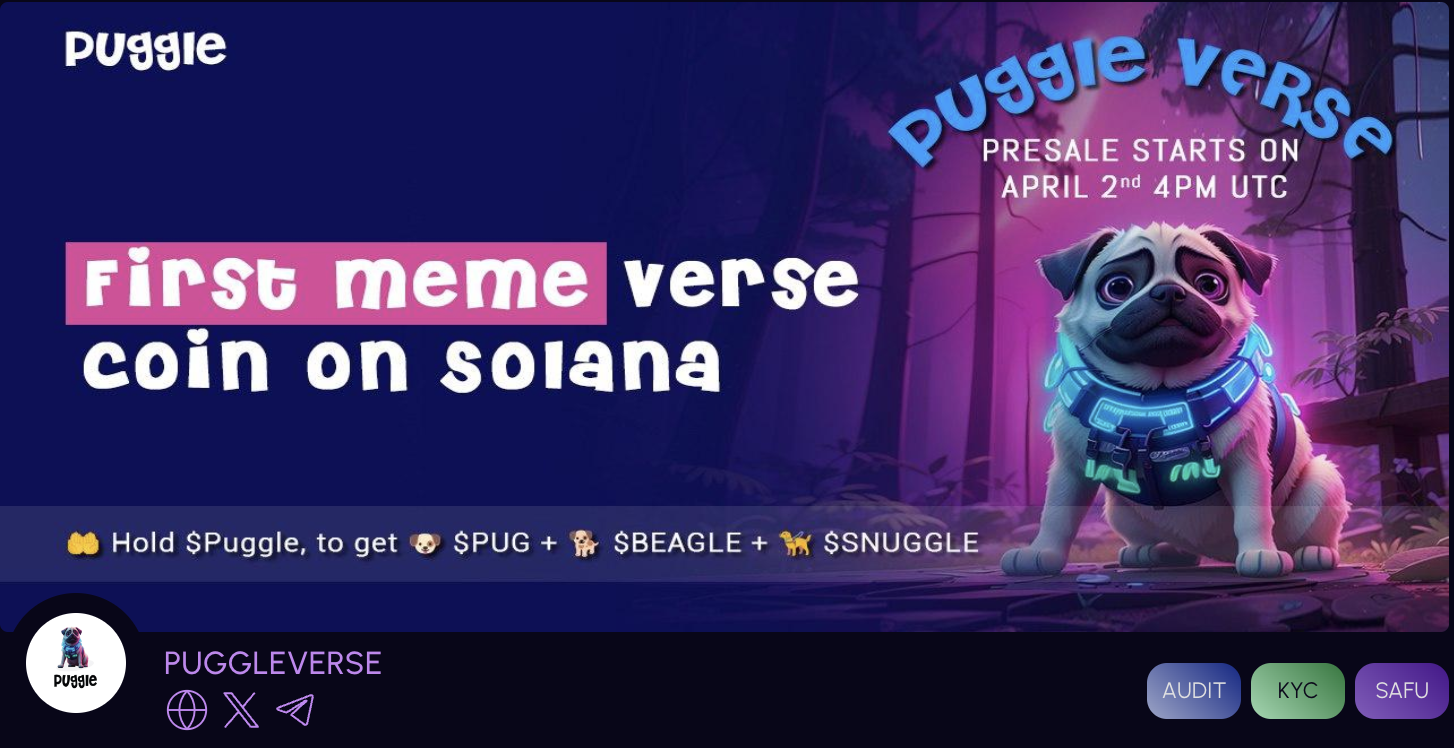 Puggle
Puggle Verse
PRESALE STARTS ON
APRIL 2nd 4PM UTC
First meme verse
coin on solana
🤲 Hold $Puggle, to get 🐶 $PUG + 🐕 $BEAGLE + 🦮 $SNUGGLE
Puggle
PUGGLEVERSE
AUDIT
KYC
SAFU